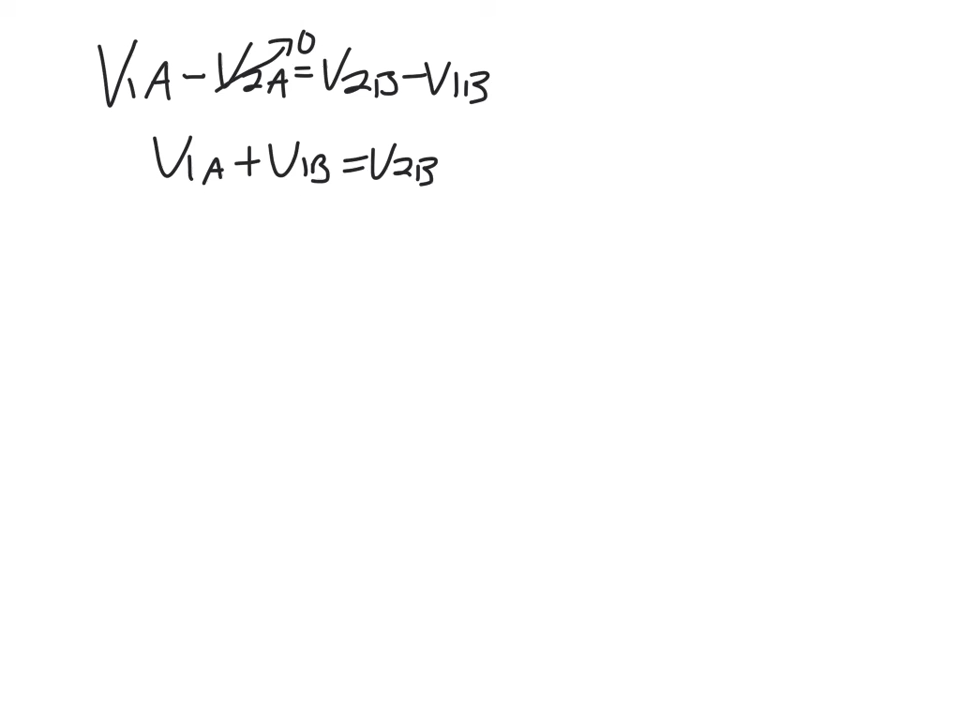 V1A - V2A↗0 = V2B - V1B
V1A + V1B = V2B